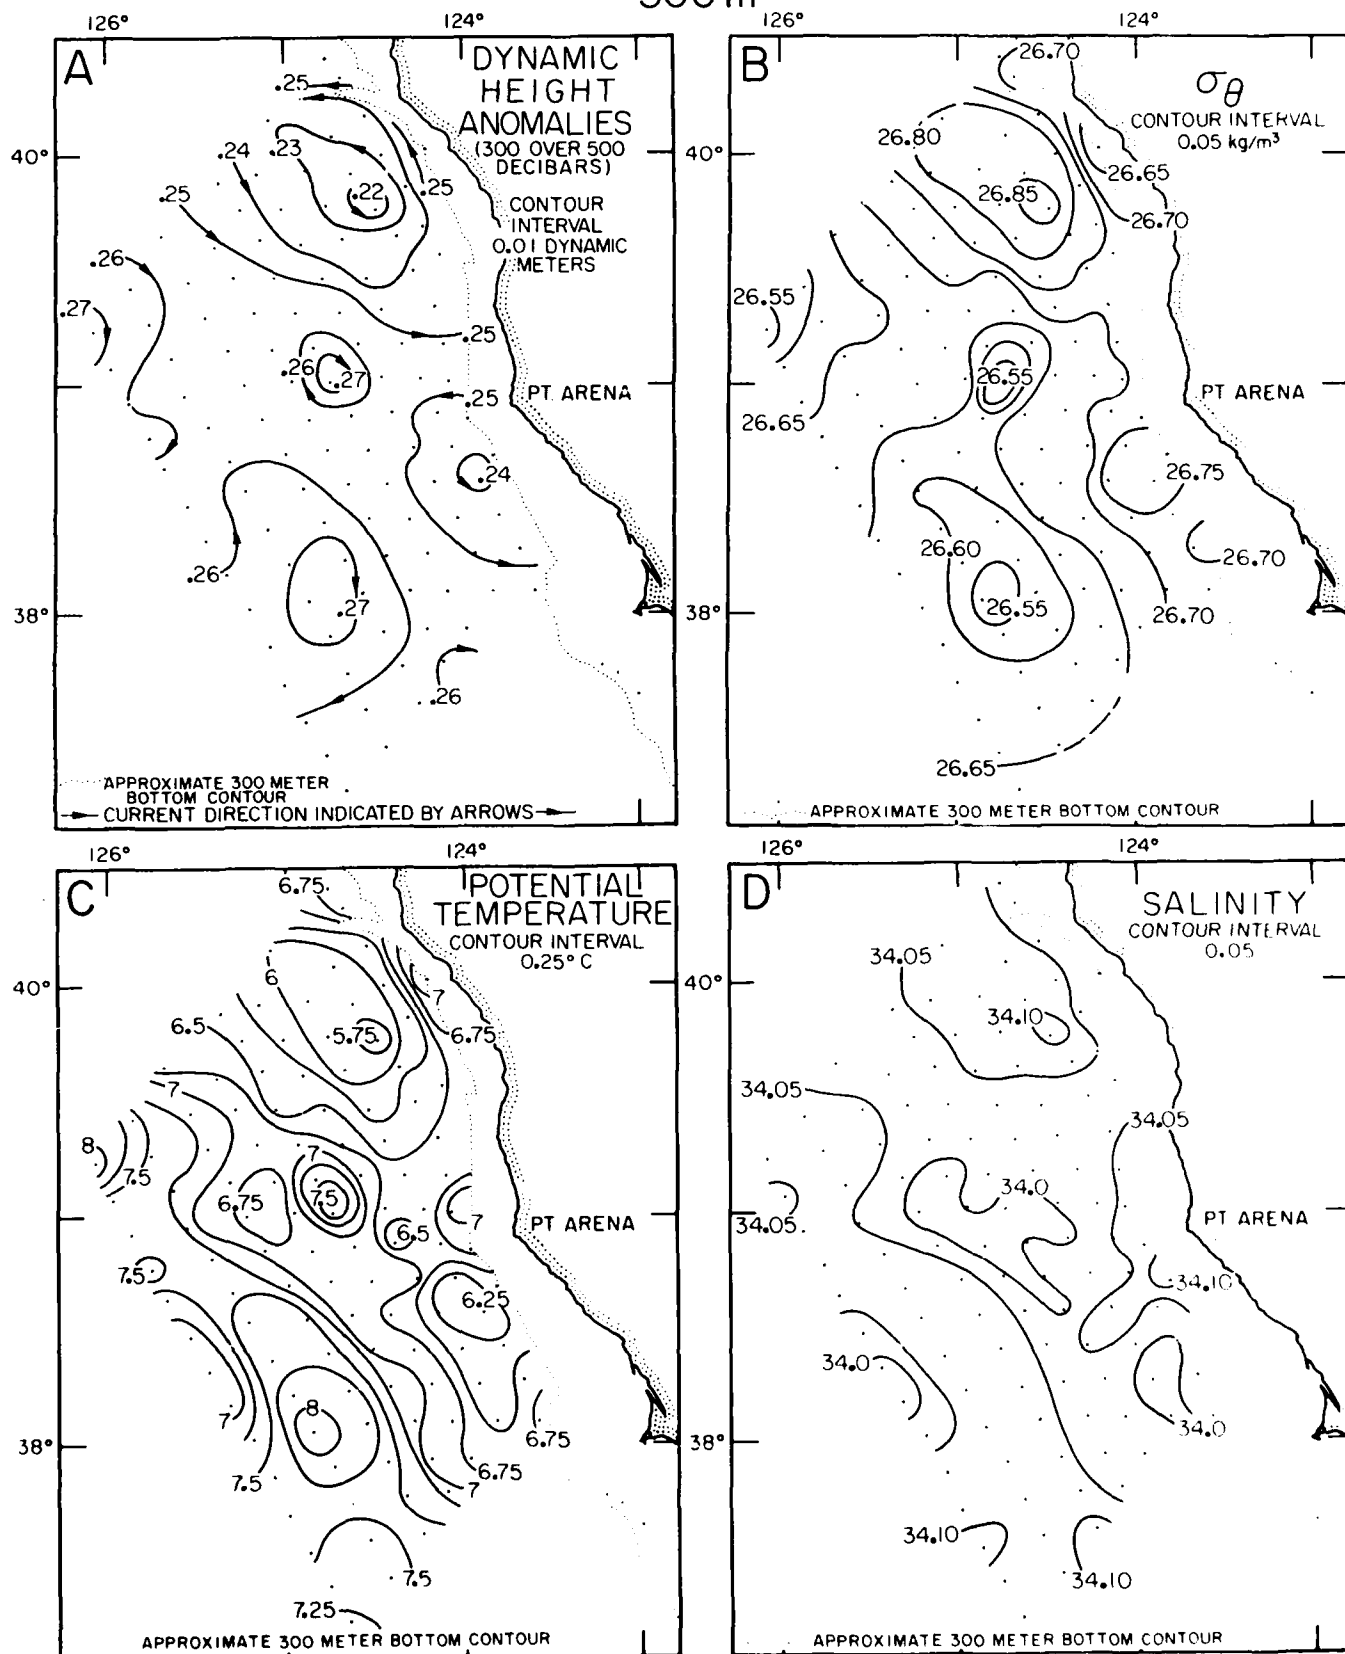 300 m
126° 124°
A
DYNAMIC
HEIGHT
ANOMALIES
(300 OVER 500
DECIBARS)
CONTOUR
INTERVAL
0.01 DYNAMIC
METERS
.25
.24 .23
40°
.22 .25
.25
.26
.27
.25
.26 .27
.25
PT. ARENA
.24
.26
.27
38°
.26
APPROXIMATE 300 METER
BOTTOM CONTOUR
CURRENT DIRECTION INDICATED BY ARROWS
126° 124°
B
26.70
σθ
CONTOUR INTERVAL
0.05 kg/m³
26.80
40°
26.65
26.85
26.70
26.55
26.55
PT. ARENA
26.65
26.75
26.60
26.70
26.55 26.70
38°
26.65
APPROXIMATE 300 METER BOTTOM CONTOUR
126° 124°
C
6.75
POTENTIAL
TEMPERATURE
CONTOUR INTERVAL
0.25° C
6
40°
7
6.5
5.75 6.75
7
8
7
7.5
6.75 7.5
7
6.5
PT. ARENA
7.5
6.25
8
7
6.75
38°
7.5
6.75
7
7.5
7.25
APPROXIMATE 300 METER BOTTOM CONTOUR
126° 124°
D
SALINITY
CONTOUR INTERVAL
0.05
34.05
40°
34.10
34.05
34.05
34.0
34.05
PT. ARENA
34.10
34.0
34.0
38°
34.10
34.10
APPROXIMATE 300 METER BOTTOM CONTOUR